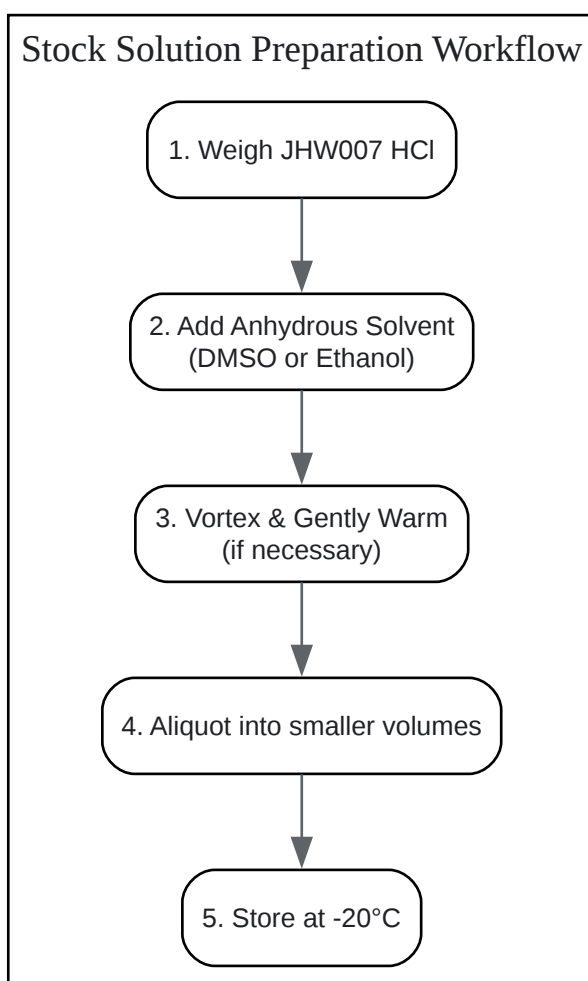 Stock Solution Preparation Workflow
1. Weigh JHW007 HCl
2. Add Anhydrous Solvent
(DMSO or Ethanol)
3. Vortex & Gently Warm
(if necessary)
4. Aliquot into smaller volumes
5. Store at -20°C